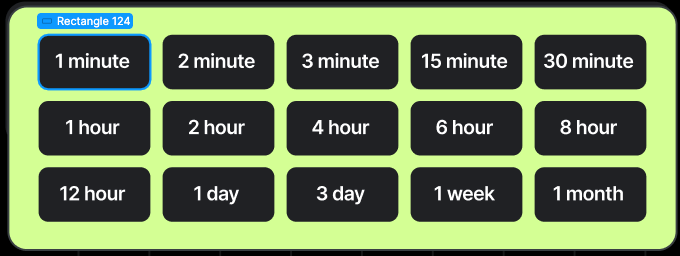 Rectangle 124
1 minute
2 minute
3 minute
15 minute
30 minute
1 hour
2 hour
4 hour
6 hour
8 hour
12 hour
1 day
3 day
1 week
1 month